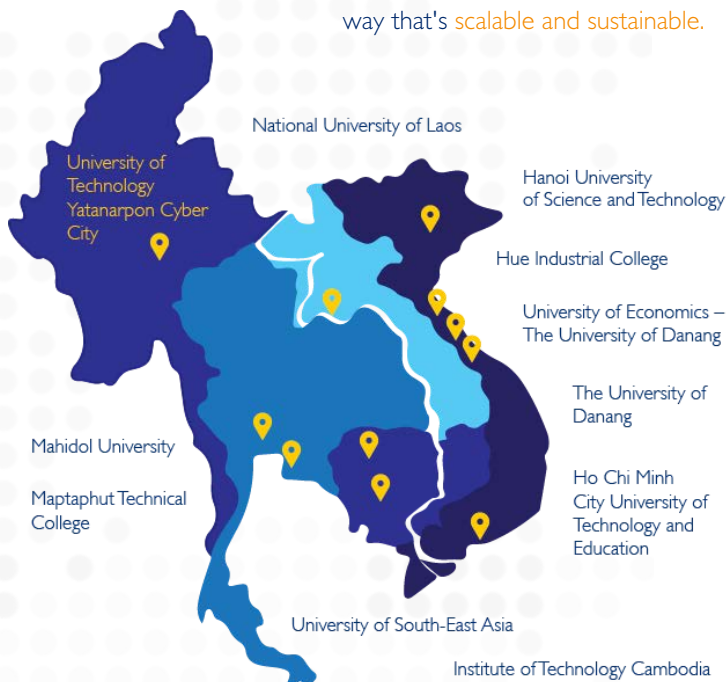 way that's scalable and sustainable.
National University of Laos
University of
Technology
Yatanarpon Cyber
City
Hanoi University
of Science and Technology
Hue Industrial College
University of Economics –
The University of Danang
The University of
Danang
Mahidol University
Maptaphut Technical
College
Ho Chi Minh
City University of
Technology and
Education
University of South-East Asia
Institute of Technology Cambodia